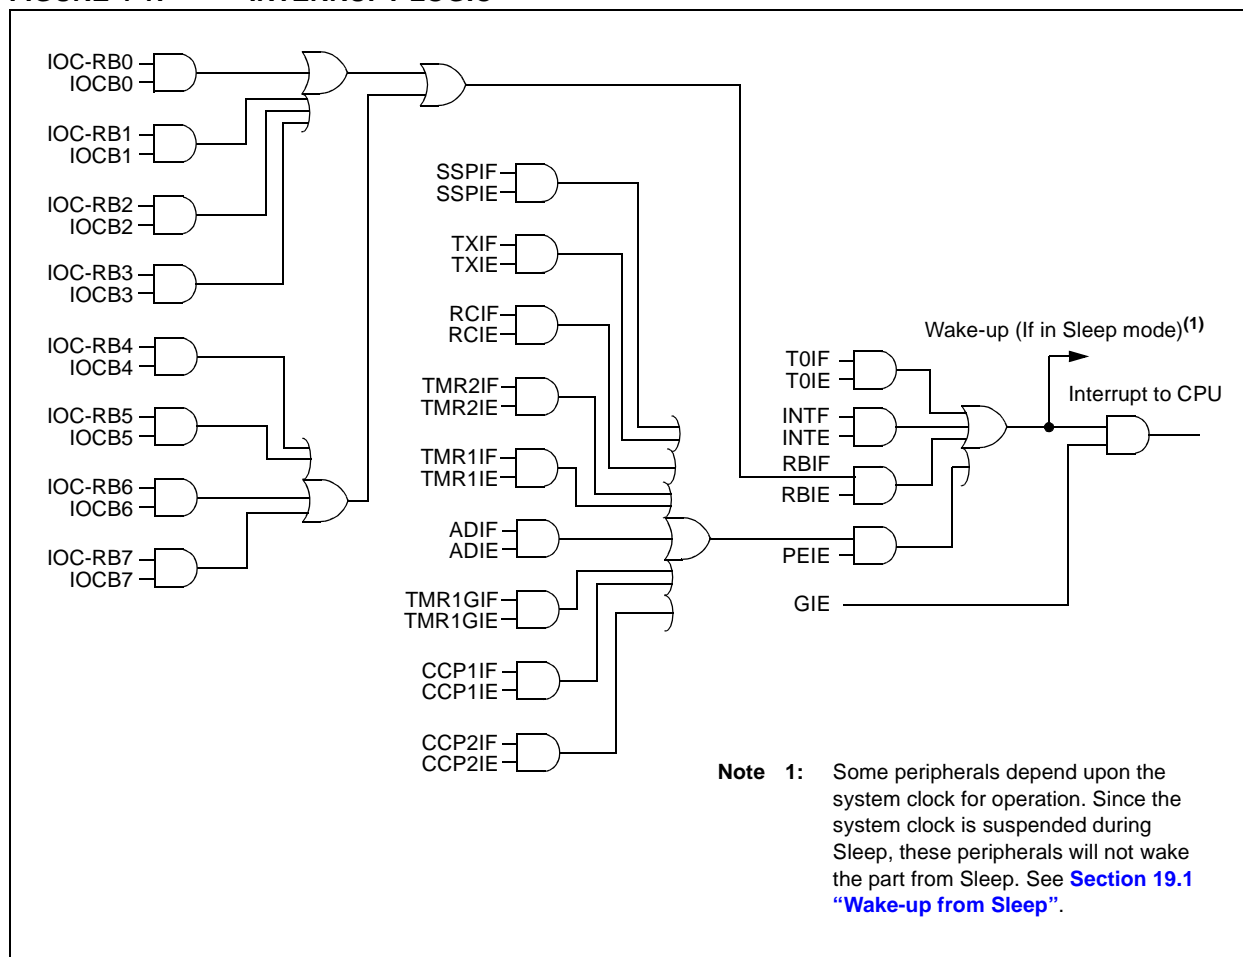 IOC-RB0
IOCB0
IOC-RB1
IOCB1
IOC-RB2
IOCB2
IOC-RB3
IOCB3
IOC-RB4
IOCB4
IOC-RB5
IOCB5
IOC-RB6
IOCB6
IOC-RB7
IOCB7
SSPIF
SSPIE
TXIF
TXIE
RCIF
RCIE
TMR2IF
TMR2IE
TMR1IF
TMR1IE
ADIF
ADIE
TMR1GIF
TMR1GIE
CCP1IF
CCP1IE
CCP2IF
CCP2IE
Wake-up (If in Sleep mode)(1)
T0IF
T0IE
Interrupt to CPU
INTF
INTE
RBIF
RBIE
PEIE
GIE
Note 1: Some peripherals depend upon the
system clock for operation. Since the
system clock is suspended during
Sleep, these peripherals will not wake
the part from Sleep. See Section 19.1
“Wake-up from Sleep”.